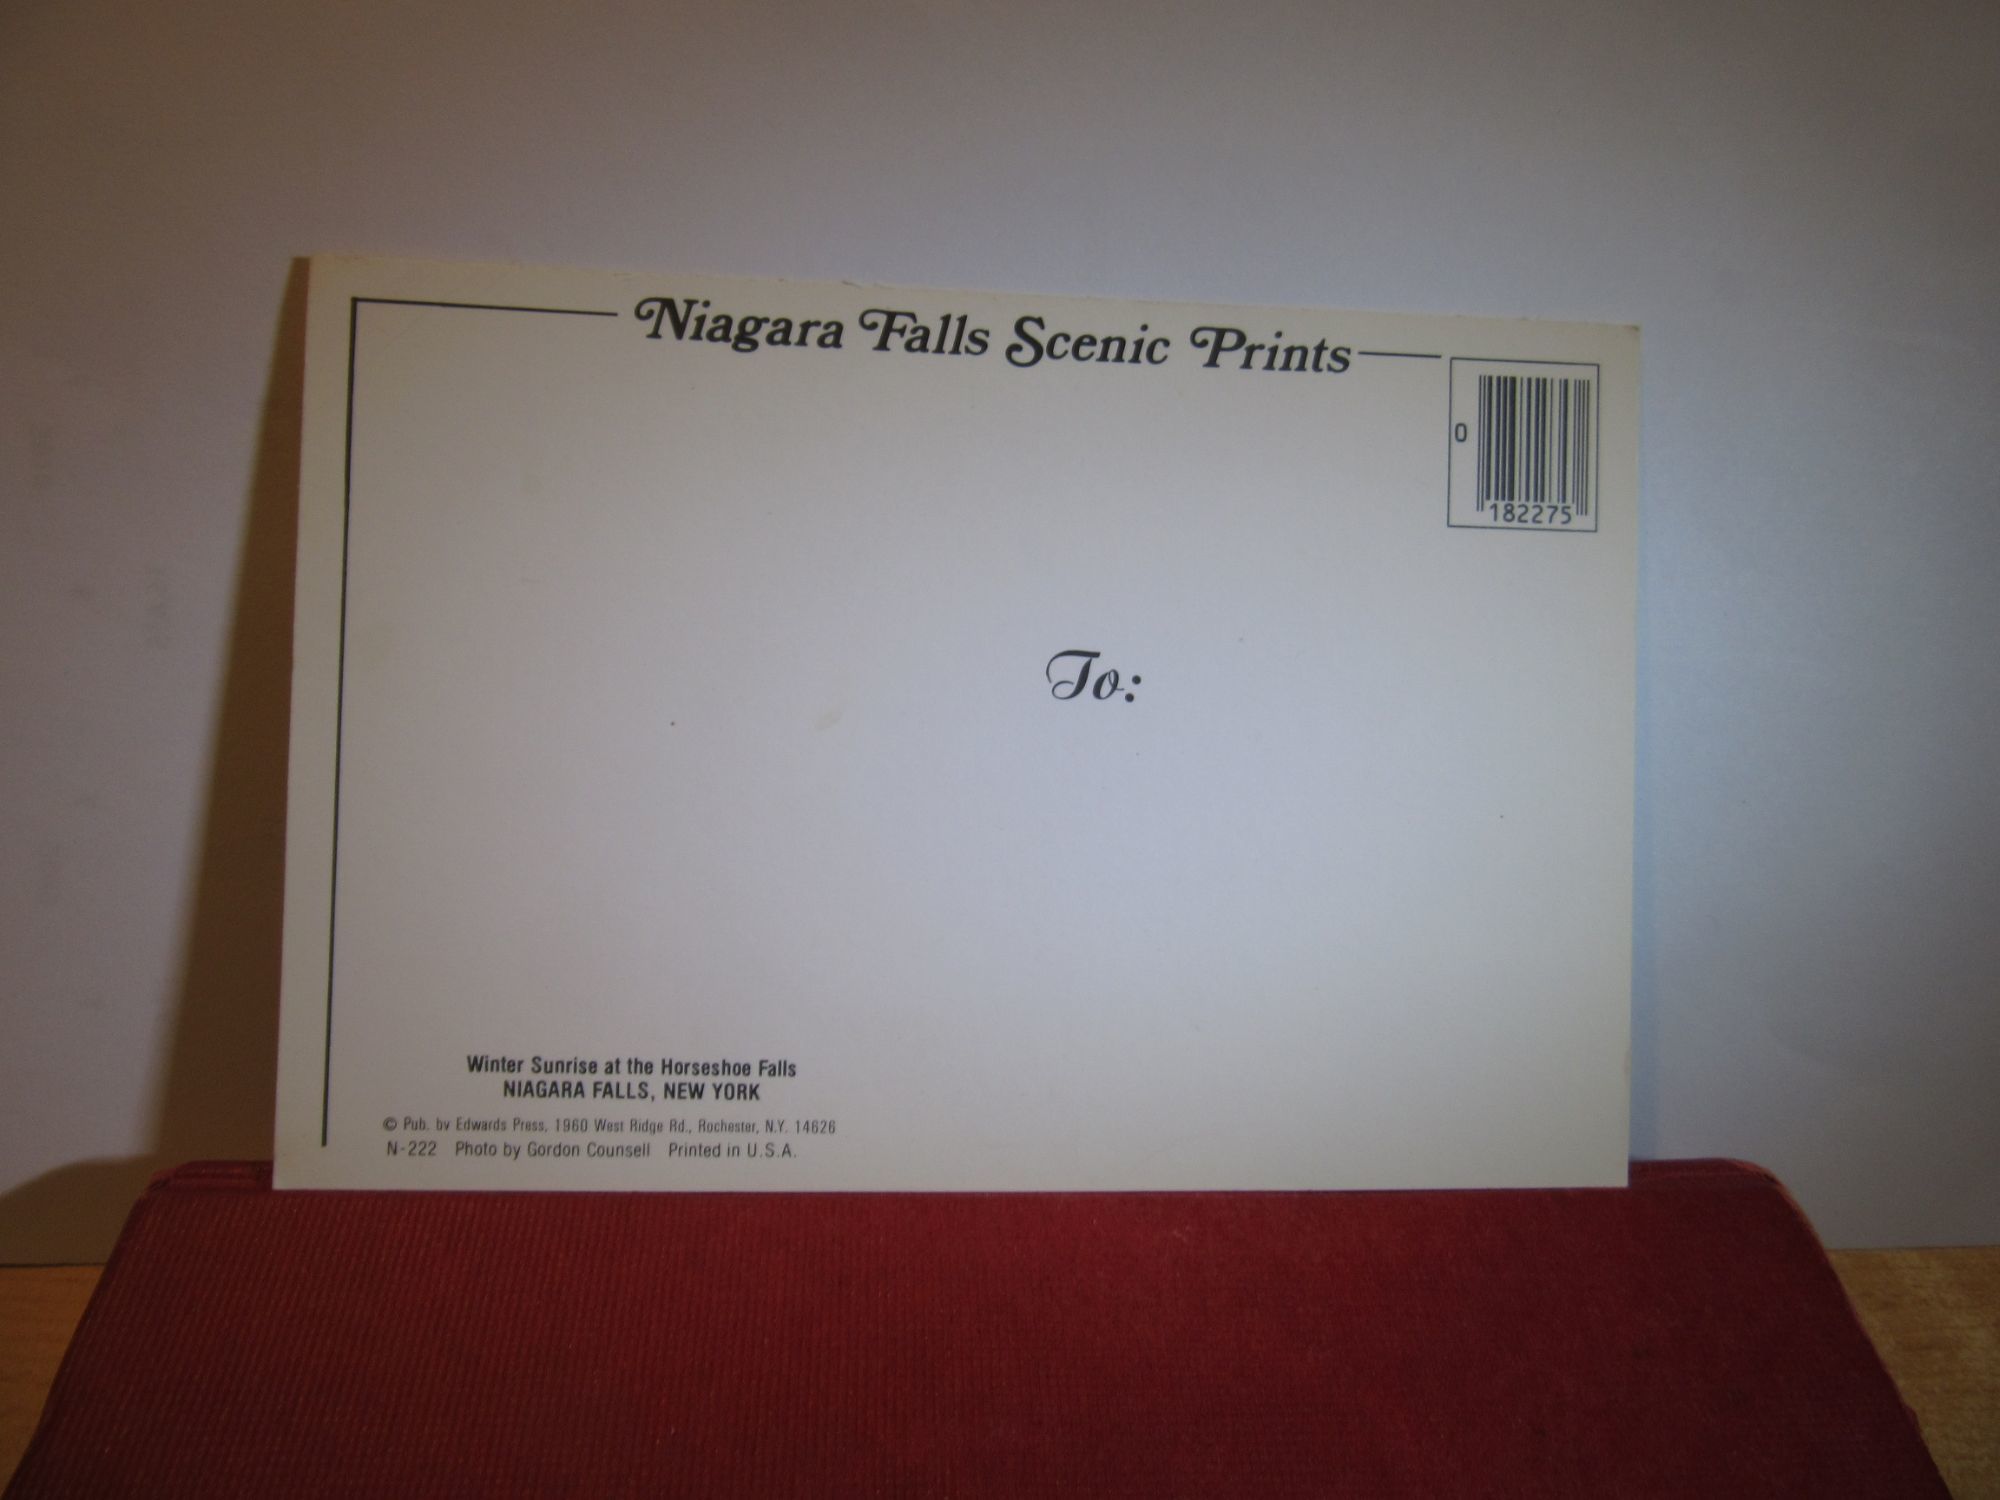 Niagara Falls Scenic Prints
0
182275
To:
Winter Sunrise at the Horseshoe Falls
NIAGARA FALLS, NEW YORK
© Pub. by Edwards Press, 1960 West Ridge Rd., Rochester, N.Y. 14626
N-222 Photo by Gordon Counsell Printed in U.S.A.